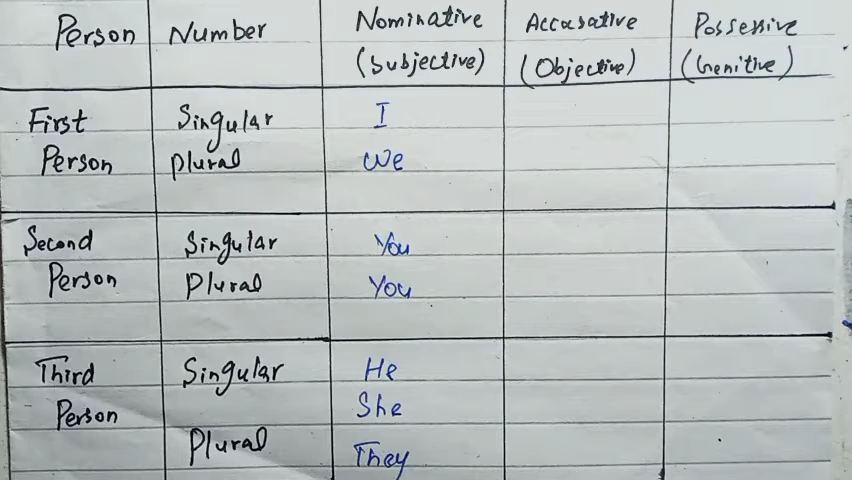 Person Number Nominative Accusative Possessive
(Subjective) (Objective) (Genitive)
First Singular I
Person Plural We
Second Singular You
Person Plural You
Third Singular He
Person She
Plural They